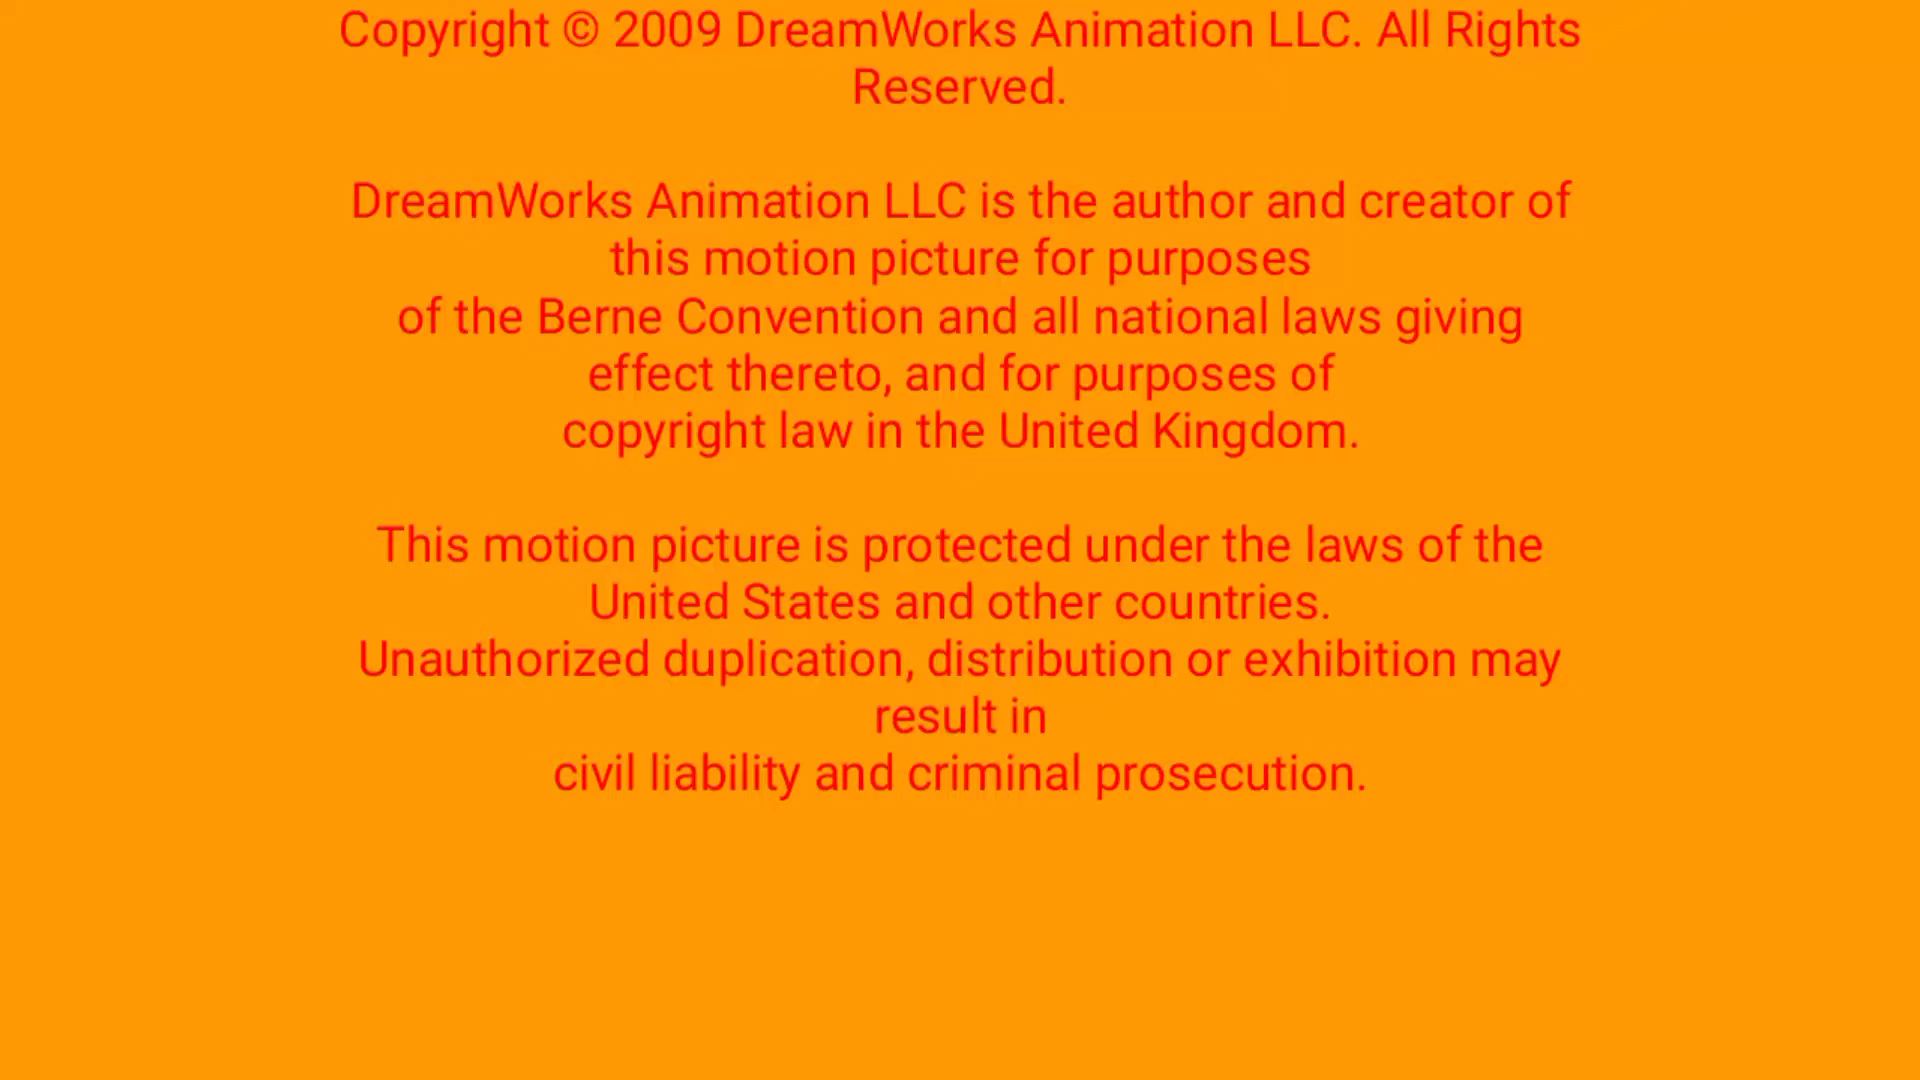 Copyright © 2009 DreamWorks Animation LLC. All Rights
Reserved.
DreamWorks Animation LLC is the author and creator of
this motion picture for purposes
of the Berne Convention and all national laws giving
effect thereto, and for purposes of
copyright law in the United Kingdom.
This motion picture is protected under the laws of the
United States and other countries.
Unauthorized duplication, distribution or exhibition may
result in
civil liability and criminal prosecution.